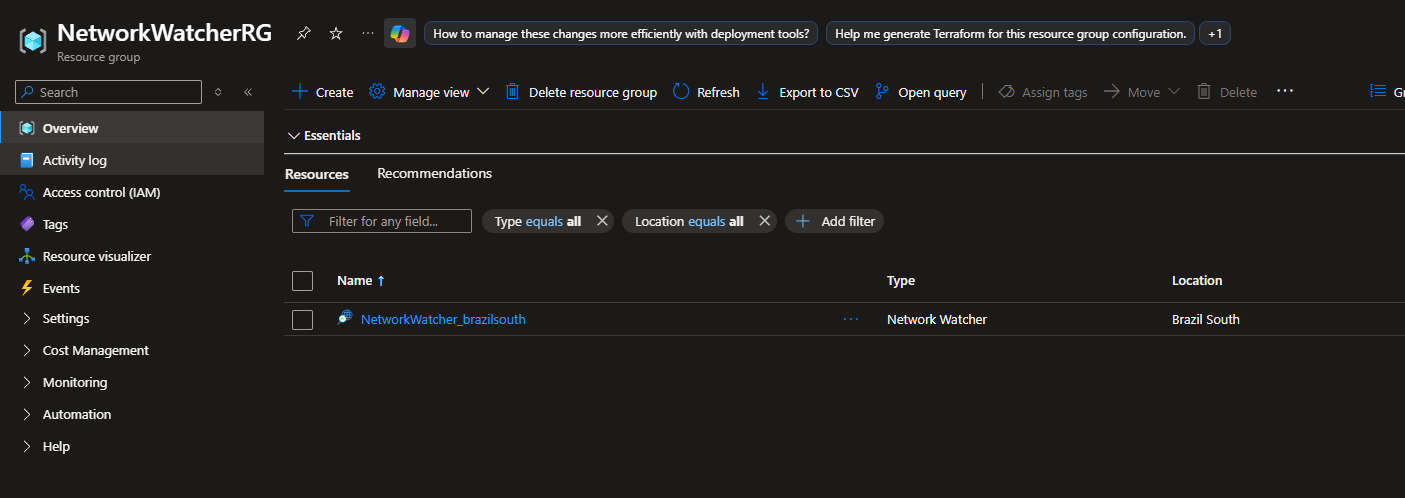 NetworkWatcherRG
Resource group
How to manage these changes more efficiently with deployment tools?
Help me generate Terraform for this resource group configuration.
+1
Search
Create
Manage view
Delete resource group
Refresh
Export to CSV
Open query
Assign tags
Move
Delete
Overview
Activity log
Access control (IAM)
Tags
Resource visualizer
Events
Settings
Cost Management
Monitoring
Automation
Help
Essentials
Resources
Recommendations
Filter for any field...
Type equals all
Location equals all
Add filter
Name ↑
Type
Location
NetworkWatcher_brazilsouth
Network Watcher
Brazil South